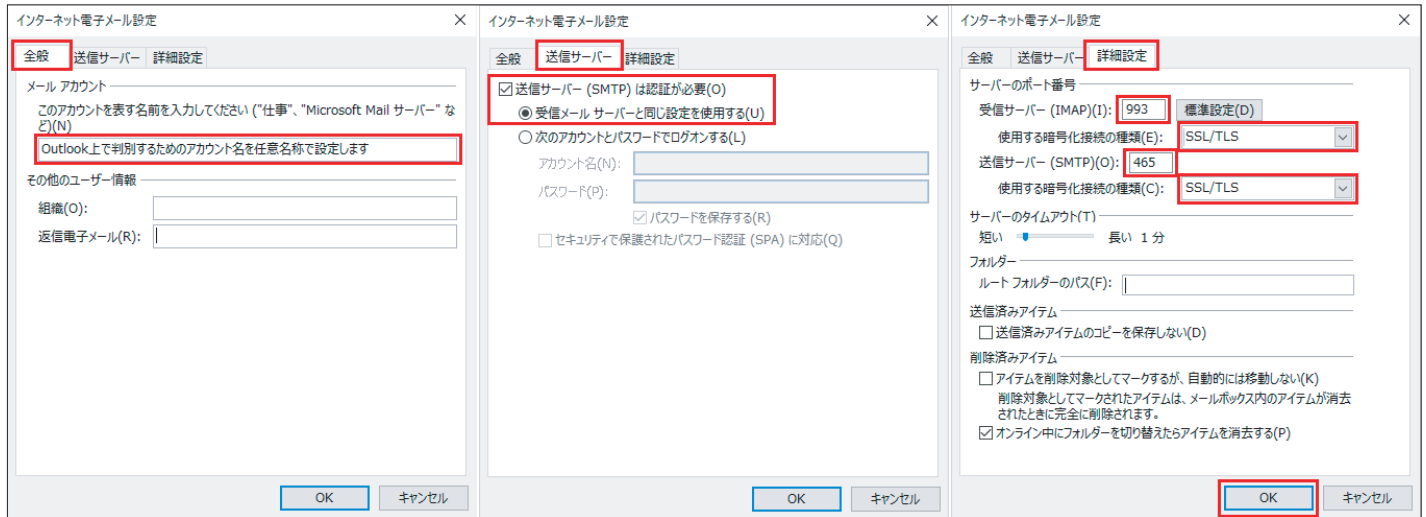 インターネット電子メール設定
全般 送信サーバー 詳細設定
メール アカウント
このアカウントを表す名前を入力してください ("仕事"、"Microsoft Mail サーバー" な
ど)(N)
Outlook上で判別するためのアカウント名を任意名称で設定します
その他のユーザー情報
組織(O):
返信電子メール(R):
OK キャンセル
インターネット電子メール設定
全般 送信サーバー 詳細設定
送信サーバー (SMTP) は認証が必要(O)
受信メール サーバーと同じ設定を使用する(U)
次のアカウントとパスワードでログオンする(L)
アカウント名(N):
パスワード(P):
パスワードを保存する(R)
セキュリティで保護されたパスワード認証 (SPA) に対応(Q)
OK キャンセル
インターネット電子メール設定
全般 送信サーバー 詳細設定
サーバーのポート番号
受信サーバー (IMAP)(I): 993 標準設定(D)
使用する暗号化接続の種類(E): SSL/TLS
送信サーバー (SMTP)(O): 465
使用する暗号化接続の種類(C): SSL/TLS
サーバーのタイムアウト(T)
短い 長い 1 分
フォルダー
ルート フォルダーのパス(F):
送信済みアイテム
送信済みアイテムのコピーを保存しない(D)
削除済みアイテム
アイテムを削除対象としてマークするが、自動的には移動しない(K)
削除対象としてマークされたアイテムは、メールボックス内のアイテムが消去
されたときに完全に削除されます。
オンライン中にフォルダーを切り替えたらアイテムを消去する(P)
OK キャンセル